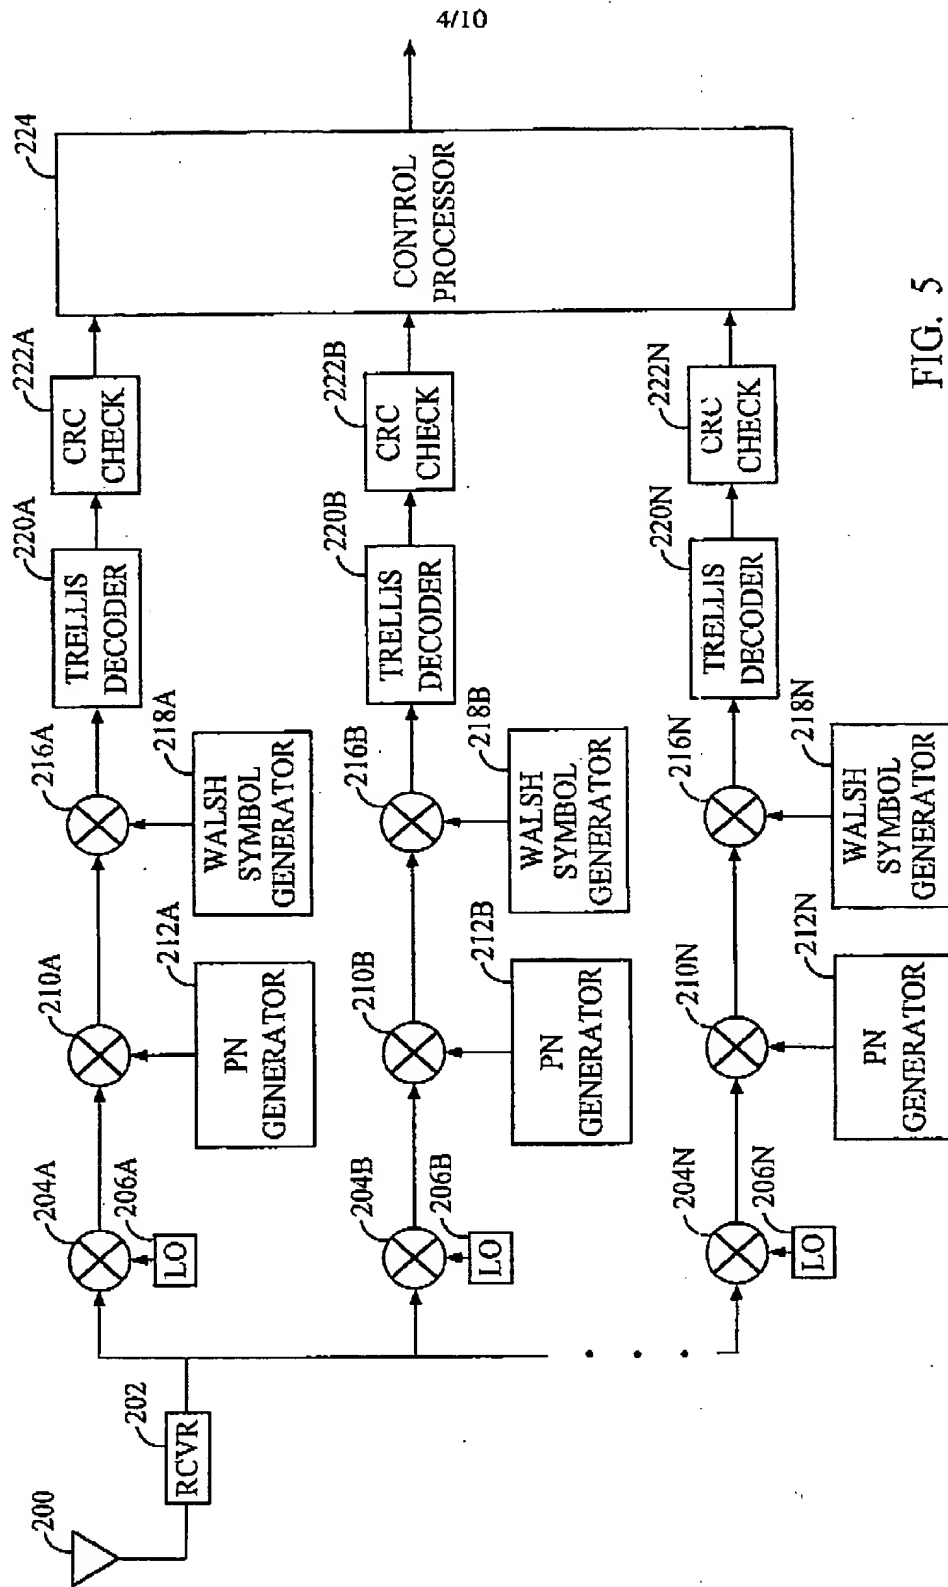 200
202
RCVR
204A
206A
LO
210A
212A
PN
GENERATOR
216A
218A
WALSH
SYMBOL
GENERATOR
220A
TRELLIS
DECODER
222A
CRC
CHECK
204B
206B
LO
210B
212B
PN
GENERATOR
216B
218B
WALSH
SYMBOL
GENERATOR
220B
TRELLIS
DECODER
222B
CRC
CHECK
204N
206N
LO
210N
212N
PN
GENERATOR
216N
218N
WALSH
SYMBOL
GENERATOR
220N
TRELLIS
DECODER
222N
CRC
CHECK
224
CONTROL
PROCESSOR
4/10
FIG. 5